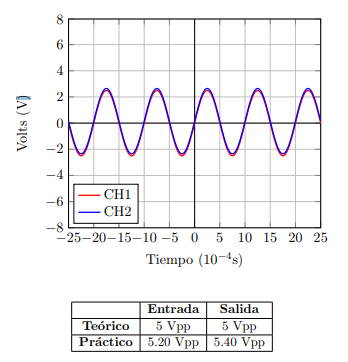 8
6
4
2
0
−2
−4
−6
−8
Volts (V)
CH1
CH2
−25 −20 −15 −10 −5 0 5 10 15 20 25
Tiempo (10⁻⁴s)
Entrada Salida
Teórico 5 Vpp 5 Vpp
Práctico 5.20 Vpp 5.40 Vpp